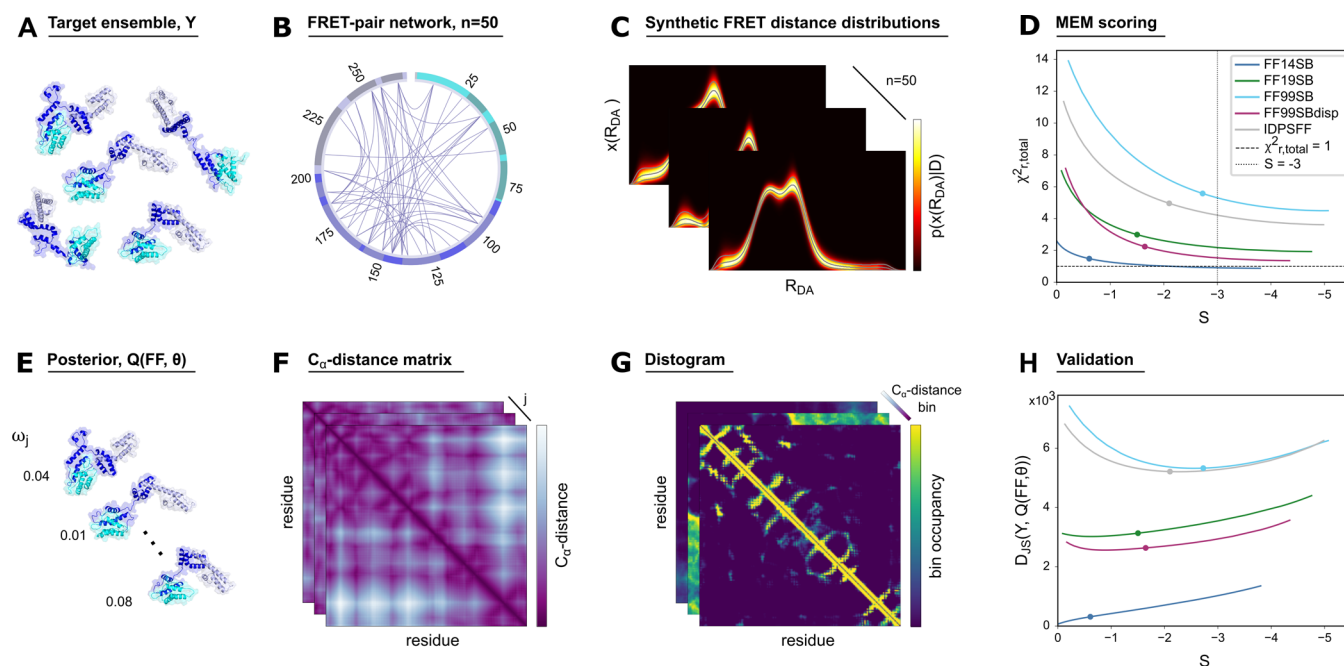 A Target ensemble, Y
B FRET-pair network, n=50
25
50
75
100
125
150
175
200
225
250
C Synthetic FRET distance distributions
n=50
x(R_DA)
R_DA
p(x(R_DA)|D)
D MEM scoring
14
12
10
8
6
4
2
0
χ²r,total
0 −1 −2 −3 −4 −5
S
FF14SB
FF19SB
FF99SB
FF99SBdisp
IDPSFF
χ²r,total = 1
S = -3
E Posterior, Q(FF, θ)
ω_j
0.04
0.01
0.08
F Cα-distance matrix
j
residue
residue
Cα-distance
G Distogram
Cα-distance
bin
residue
residue
bin occupancy
H Validation
x10³
6
4
2
0
D_JS(Y, Q(FF,θ))
0 -1 -2 -3 -4 -5
S